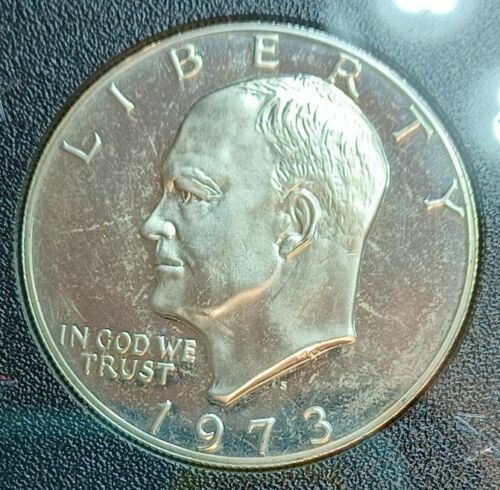 LIBERTY
IN GOD WE
TRUST
S
1973